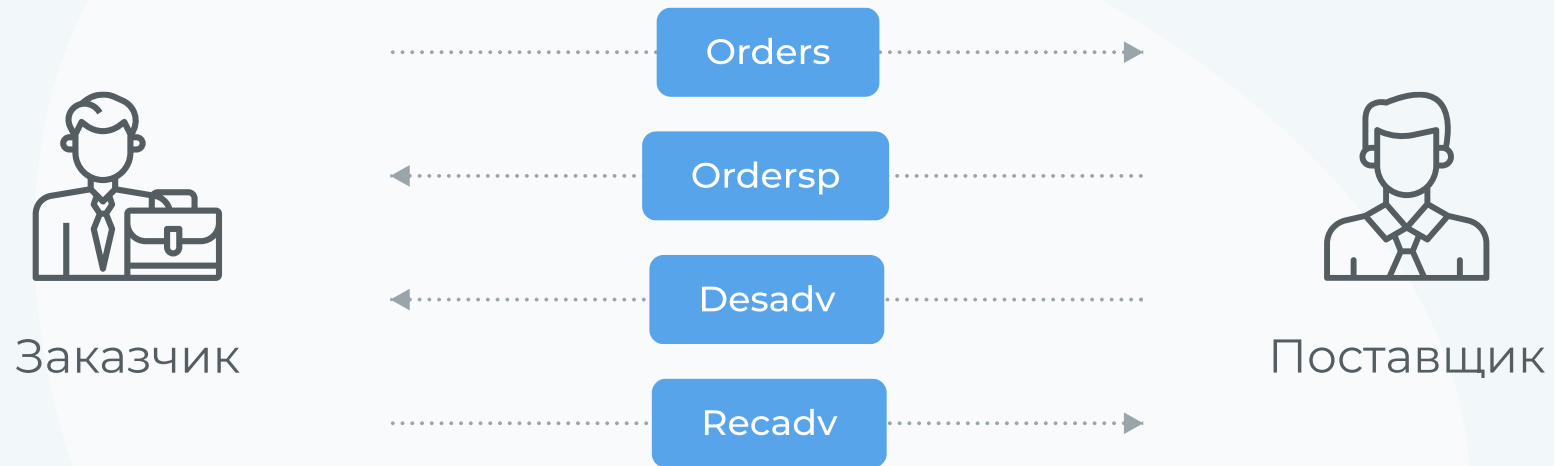 Orders
Ordersp
Desadv
Заказчик
Поставщик
Recadv